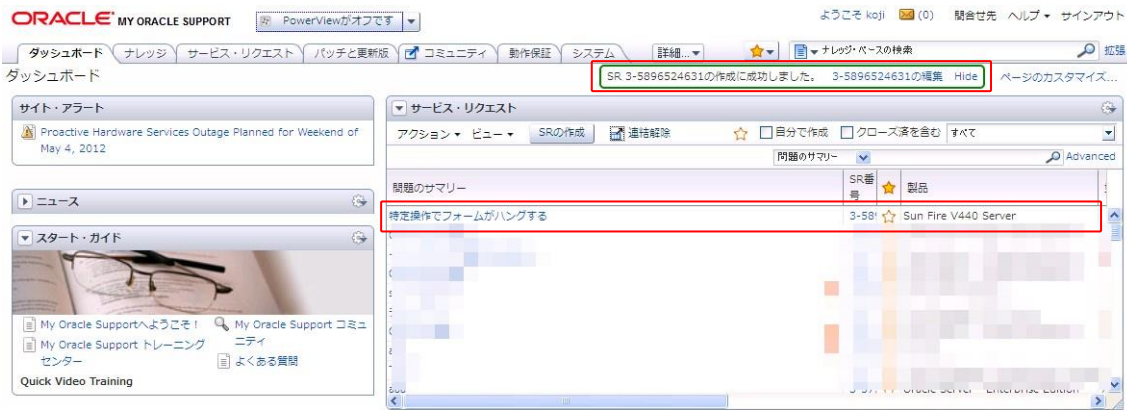 ORACLE MY ORACLE SUPPORT
PowerViewがオフです
ようこそ koji (0) 問合せ先 ヘルプ サインアウト
ダッシュボード ナレッジ サービス・リクエスト パッチと更新版 コミュニティ 動作保証 システム 詳細... ナレッジ・ベースの検索 拡張
ダッシュボード
SR 3-5896524631の作成に成功しました。 3-5896524631の編集 Hide ページのカスタマイズ...
サイト・アラート
Proactive Hardware Services Outage Planned for Weekend of
May 4, 2012
ニュース
スタート・ガイド
My Oracle Supportへようこそ！
My Oracle Support トレーニング
センター
My Oracle Support コミュ
ニティ
よくある質問
Quick Video Training
サービス・リクエスト
アクション ビュー SRの作成 連結解除 自分で作成 クローズ済を含む すべて
問題のサマリー Advanced
問題のサマリー SR番
号 製品
特定操作でフォームがハングする 3-58 Sun Fire V440 Server